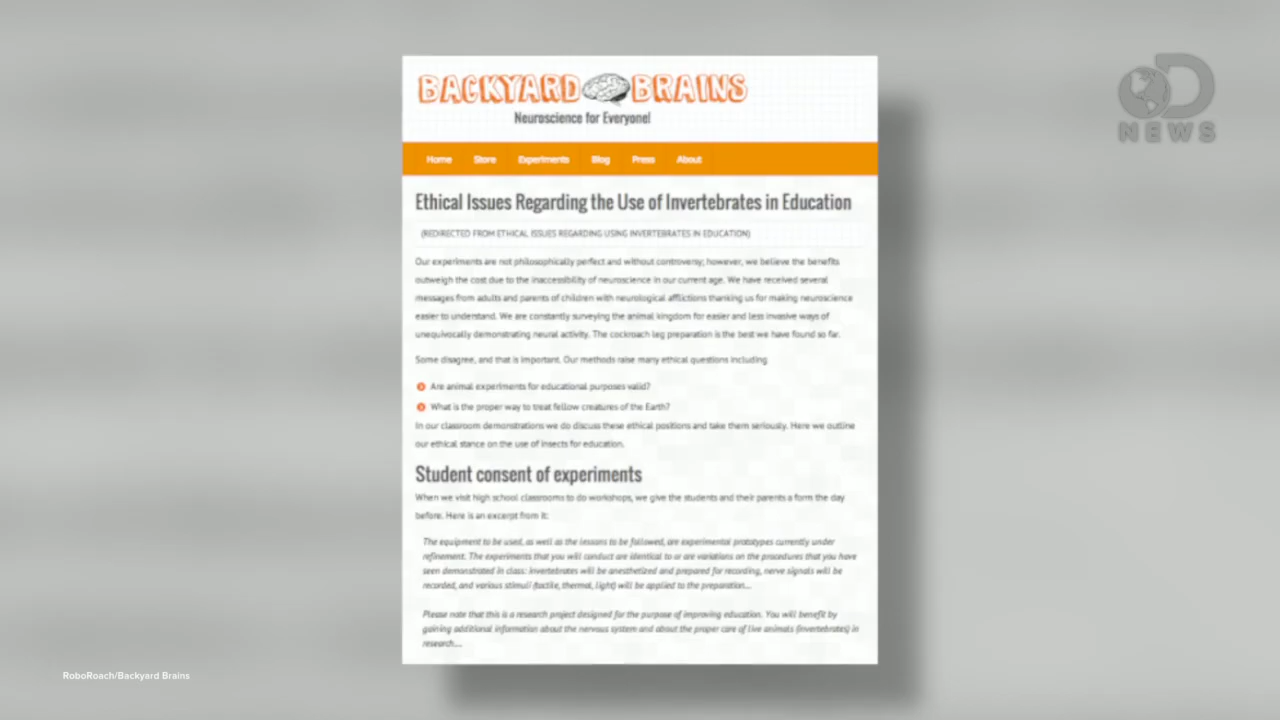 BACKYARD BRAINS
Neuroscience for Everyone!
D
NEWS
Home Store Experiments Blog Press About
Ethical Issues Regarding the Use of Invertebrates in Education
(REDIRECTED FROM ETHICAL ISSUES REGARDING USING INVERTEBRATES IN EDUCATION)
Our experiments are not philosophically perfect and without controversy; however, we believe the benefits
outweigh the cost due to the inaccessibility of neuroscience in our current age. We have received several
messages from adults and parents of children with neurological afflictions thanking us for making neuroscience
easier to understand. We are constantly surveying the animal kingdom for easier and less invasive ways of
unequivocally demonstrating neural activity. The cockroach leg preparation is the best we have found so far.
Some disagree, and that is important. Our methods raise many ethical questions including
Are animal experiments for educational purposes valid?
What is the proper way to treat fellow creatures of the Earth?
In our classroom demonstrations we do discuss these ethical positions and take them seriously. Here we outline
our ethical stance on the use of insects for education.
Student consent of experiments
When we visit high school classrooms to do workshops, we give the students and their parents a form the day
before. Here is an excerpt from it:
The equipment to be used, as well as the lessons to be followed, are experimental prototypes currently under
refinement. The experiments that you will conduct are identical to or are variations on the procedures that you have
seen demonstrated in class: invertebrates will be anesthetized and prepared for recording, nerve signals will be
recorded, and various stimuli (tactile, thermal, light) will be applied to the preparation....
Please note that this is a research project designed for the purpose of improving education. You will benefit by
gaining additional information about the nervous system and about the proper care of live animals (invertebrates) in
research....
RoboRoach/Backyard Brains